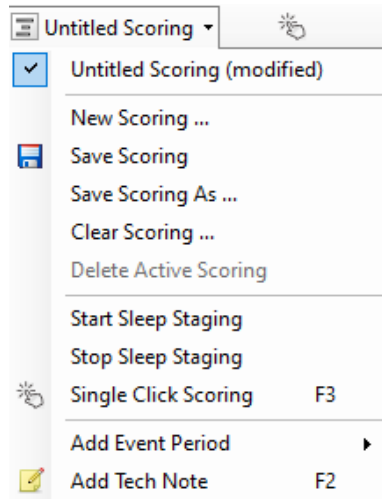 Untitled Scoring
Untitled Scoring (modified)
New Scoring ...
Save Scoring
Save Scoring As ...
Clear Scoring ...
Delete Active Scoring
Start Sleep Staging
Stop Sleep Staging
Single Click Scoring F3
Add Event Period
Add Tech Note F2